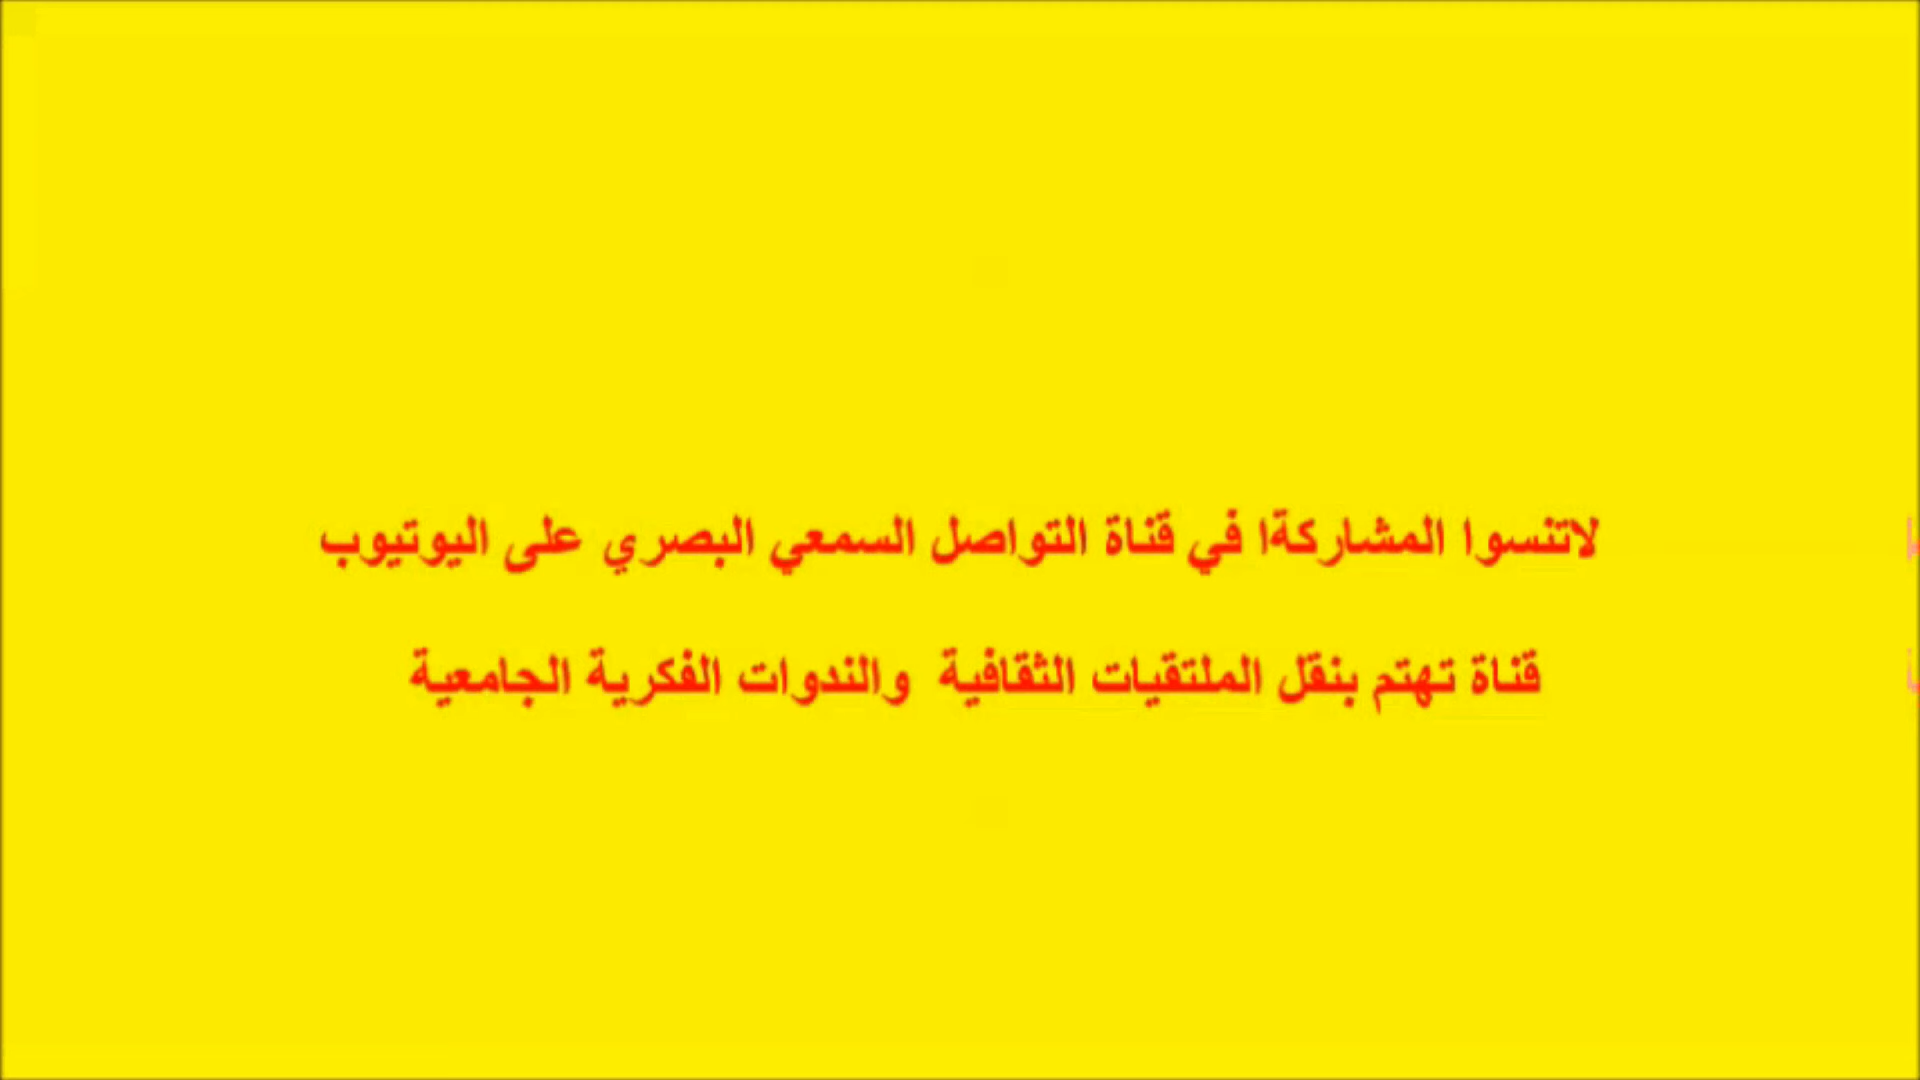 لاتنسوا المشاركةا في قناة التواصل السمعي البصري على اليوتيوب
قناة تهتم بنقل الملتقيات الثقافية والندوات الفكرية الجامعية